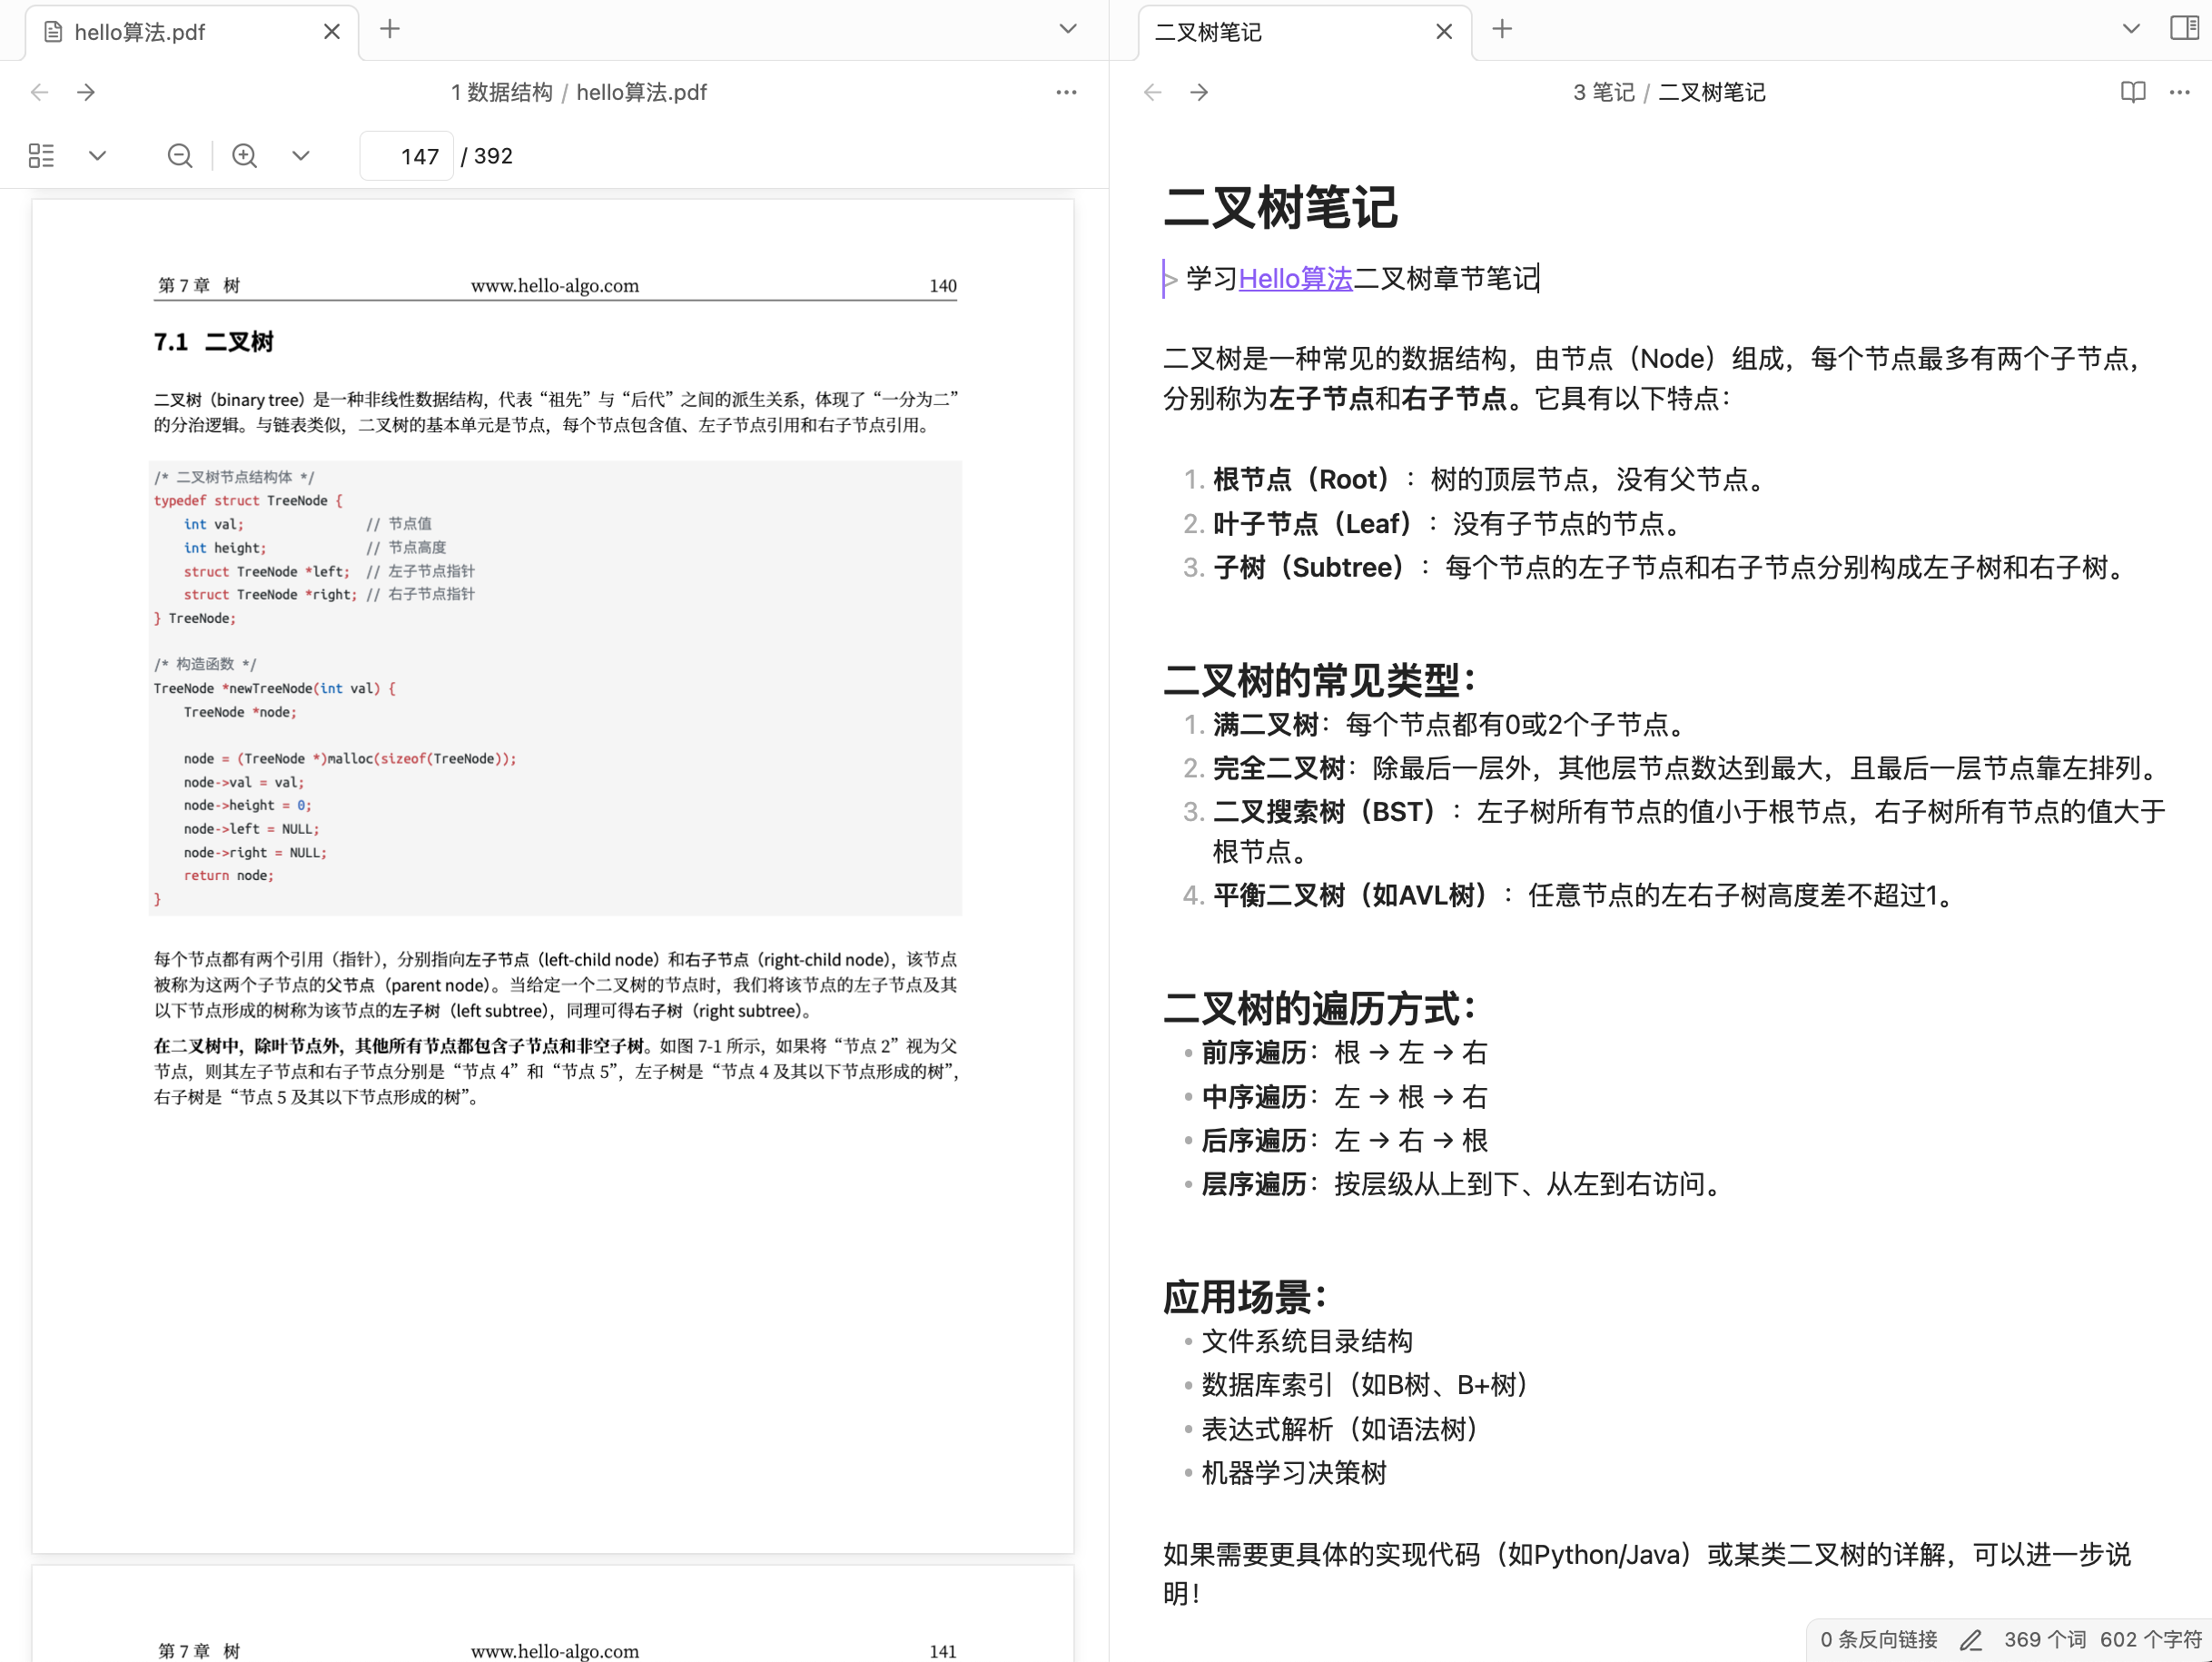 hello算法.pdf
1 数据结构 / hello算法.pdf
147 / 392
第 7 章 树 www.hello-algo.com 140
7.1 二叉树
二叉树（binary tree）是一种非线性数据结构，代表“祖先”与“后代”之间的派生关系，体现了“一分为二”
的分治逻辑。与链表类似，二叉树的基本单元是节点，每个节点包含值、左子节点引用和右子节点引用。
/* 二叉树节点结构体 */
typedef struct TreeNode {
    int val;                // 节点值
    int height;             // 节点高度
    struct TreeNode *left;  // 左子节点指针
    struct TreeNode *right; // 右子节点指针
} TreeNode;
/* 构造函数 */
TreeNode *newTreeNode(int val) {
    TreeNode *node;
    node = (TreeNode *)malloc(sizeof(TreeNode));
    node->val = val;
    node->height = 0;
    node->left = NULL;
    node->right = NULL;
    return node;
}
每个节点都有两个引用（指针），分别指向左子节点（left-child node）和右子节点（right-child node），该节点
被称为这两个子节点的父节点（parent node）。当给定一个二叉树的节点时，我们将该节点的左子节点及其
以下节点形成的树称为该节点的左子树（left subtree），同理可得右子树（right subtree）。
在二叉树中，除叶节点外，其他所有节点都包含子节点和非空子树。如图 7-1 所示，如果将“节点 2”视为父
节点，则其左子节点和右子节点分别是“节点 4”和“节点 5”，左子树是“节点 4 及其以下节点形成的树”，
右子树是“节点 5 及其以下节点形成的树”。
第 7 章 树 www.hello-algo.com 141
二叉树笔记
3 笔记 / 二叉树笔记
二叉树笔记
> 学习Hello算法二叉树章节笔记
二叉树是一种常见的数据结构，由节点（Node）组成，每个节点最多有两个子节点，
分别称为左子节点和右子节点。它具有以下特点：
1. 根节点（Root）：树的顶层节点，没有父节点。
2. 叶子节点（Leaf）：没有子节点的节点。
3. 子树（Subtree）：每个节点的左子节点和右子节点分别构成左子树和右子树。
二叉树的常见类型：
1. 满二叉树：每个节点都有0或2个子节点。
2. 完全二叉树：除最后一层外，其他层节点数达到最大，且最后一层节点靠左排列。
3. 二叉搜索树（BST）：左子树所有节点的值小于根节点，右子树所有节点的值大于
根节点。
4. 平衡二叉树（如AVL树）：任意节点的左右子树高度差不超过1。
二叉树的遍历方式：
• 前序遍历：根 → 左 → 右
• 中序遍历：左 → 根 → 右
• 后序遍历：左 → 右 → 根
• 层序遍历：按层级从上到下、从左到右访问。
应用场景：
• 文件系统目录结构
• 数据库索引（如B树、B+树）
• 表达式解析（如语法树）
• 机器学习决策树
如果需要更具体的实现代码（如Python/Java）或某类二叉树的详解，可以进一步说
明！
0 条反向链接 369 个词 602 个字符